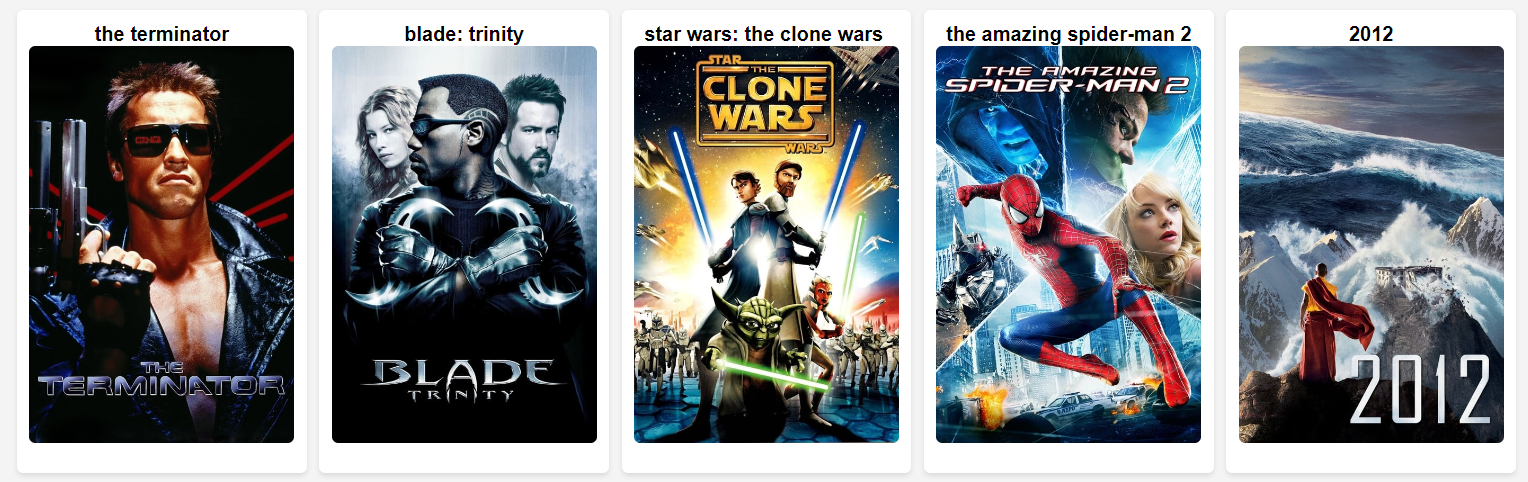 the terminator
THE
TERMINATOR
blade: trinity
BLADE
TRINITY
star wars: the clone wars
STAR
THE
CLONE
WARS
WARS
the amazing spider-man 2
THE AMAZING
SPIDER-MAN 2
2012
2012